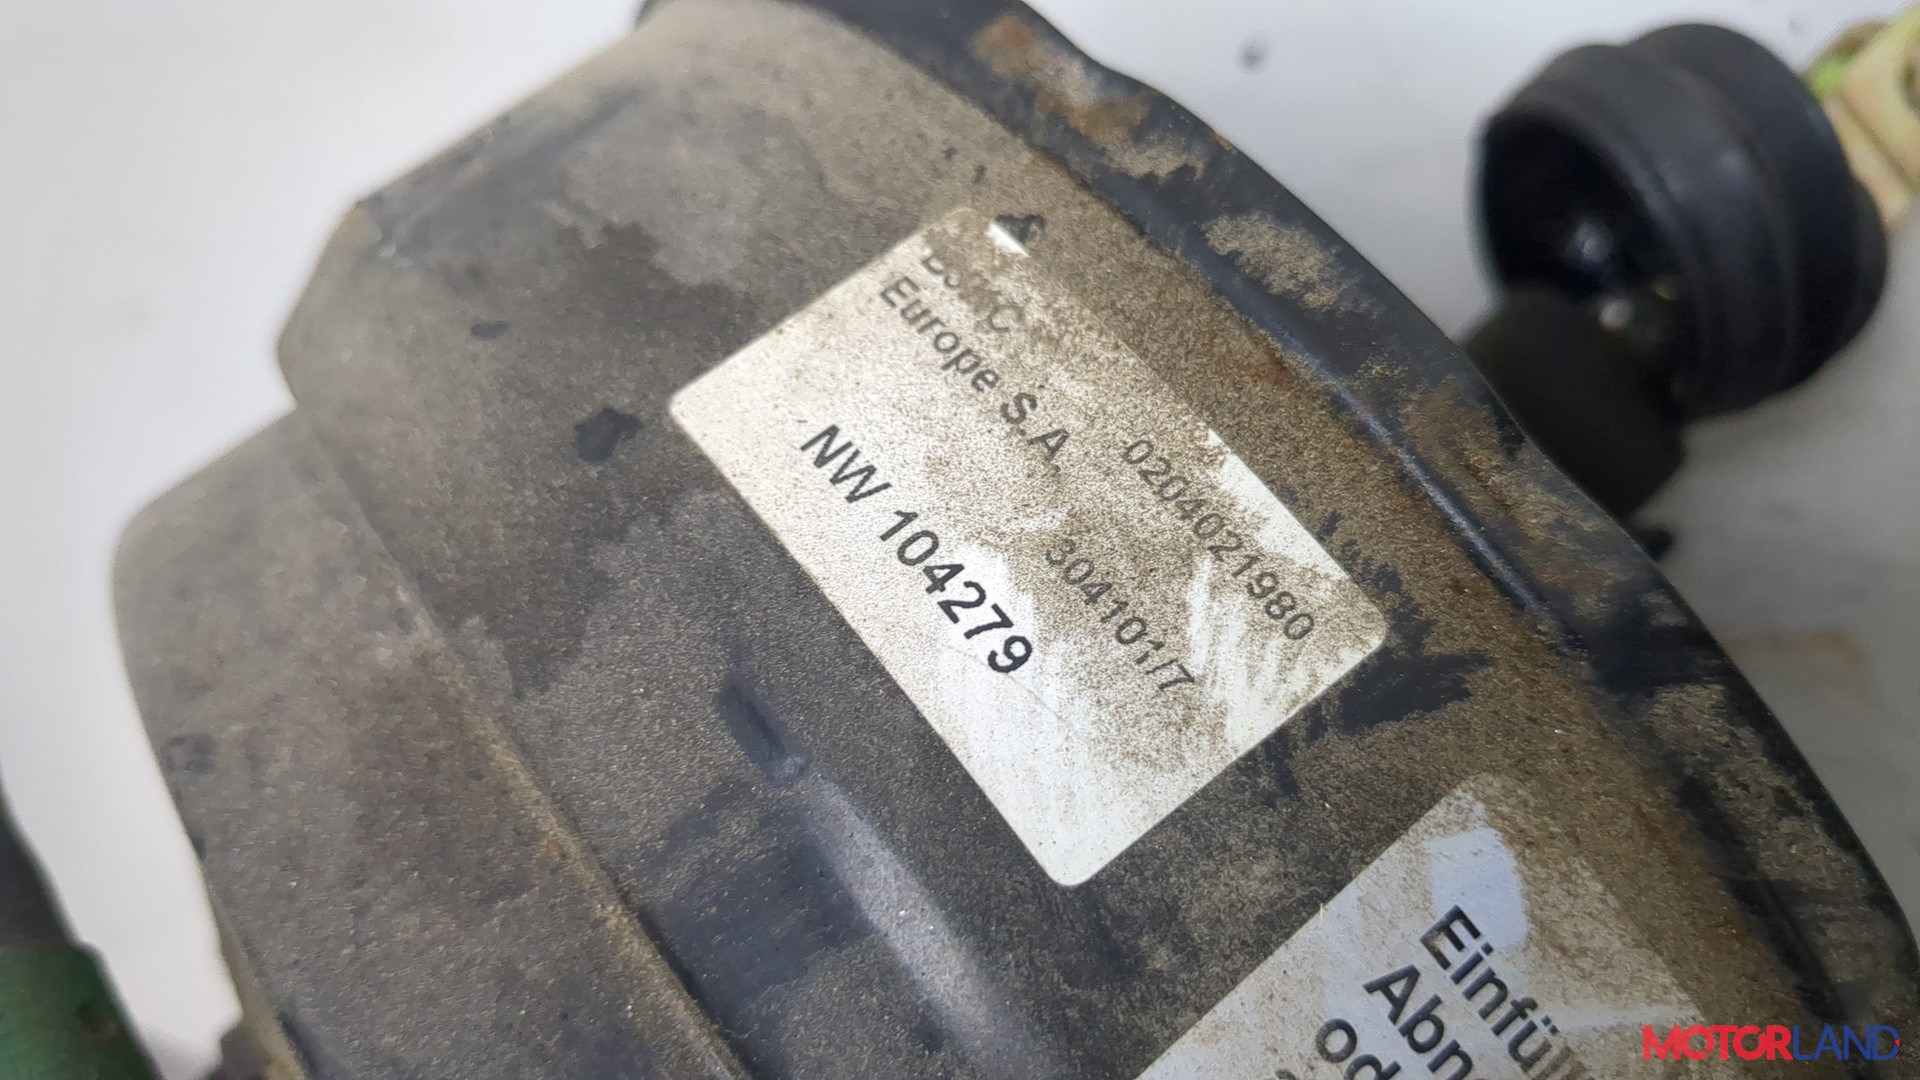 Europe S.A.
0204021980
304101/7
NW 104279
Einfü
Abn
od
MOTORLAND